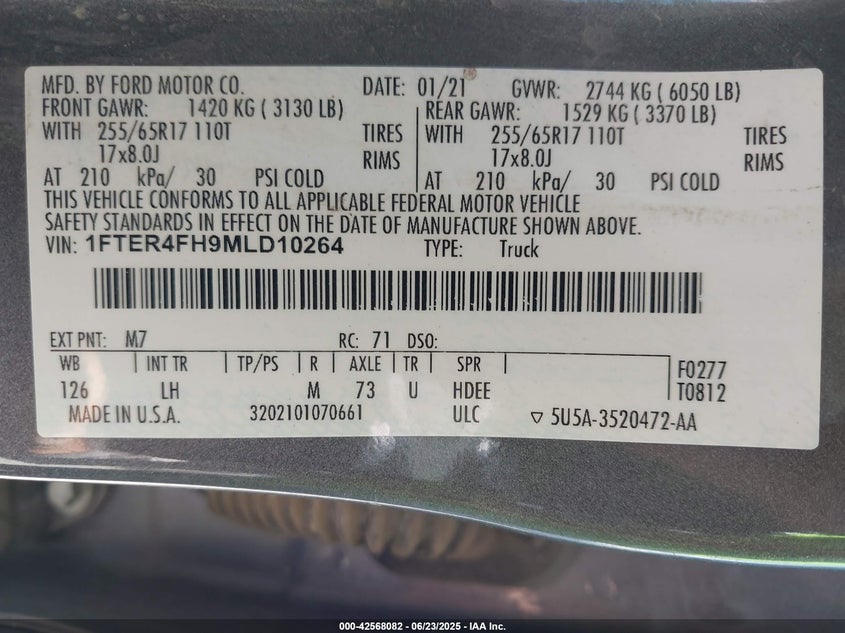 MFD. BY FORD MOTOR CO. DATE: 01/21 GVWR: 2744 KG ( 6050 LB)
FRONT GAWR: 1420 KG ( 3130 LB) REAR GAWR: 1529 KG ( 3370 LB)
WITH 255/65R17 110T TIRES WITH 255/65R17 110T TIRES
17x8.0J RIMS 17x8.0J RIMS
AT 210 kPa/ 30 PSI COLD AT 210 kPa/ 30 PSI COLD
THIS VEHICLE CONFORMS TO ALL APPLICABLE FEDERAL MOTOR VEHICLE
SAFETY STANDARDS IN EFFECT ON THE DATE OF MANUFACTURE SHOWN ABOVE.
VIN: 1FTER4FH9MLD10264 TYPE: Truck
EXT PNT: M7 RC: 71 DSO:
WB INT TR TP/PS R AXLE TR SPR F0277
126 LH M 73 U HDEE T0812
MADE IN U.S.A. 3202101070661 ULC ▽ 5U5A-3520472-AA
000-42568082 - 06/23/2025 - IAA Inc.